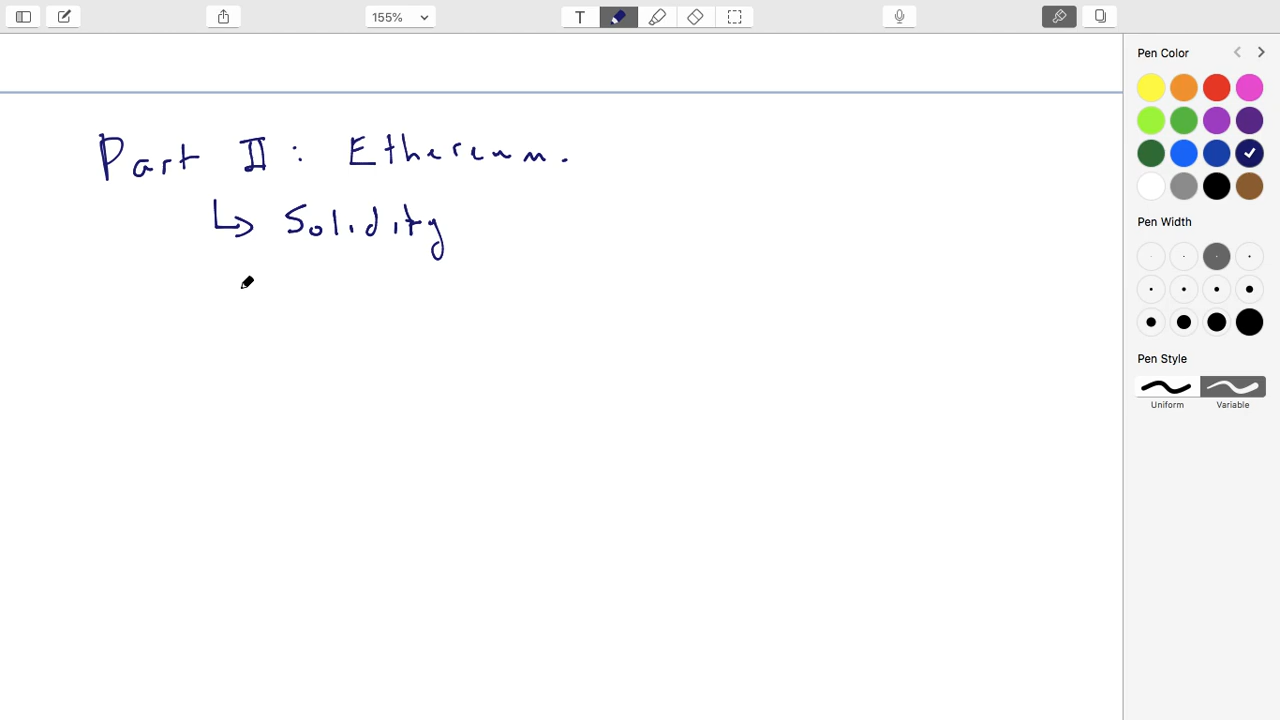 155%
T
Part II: Ethereum.
↳ Solidity
Pen Color
Pen Width
Pen Style
Uniform
Variable